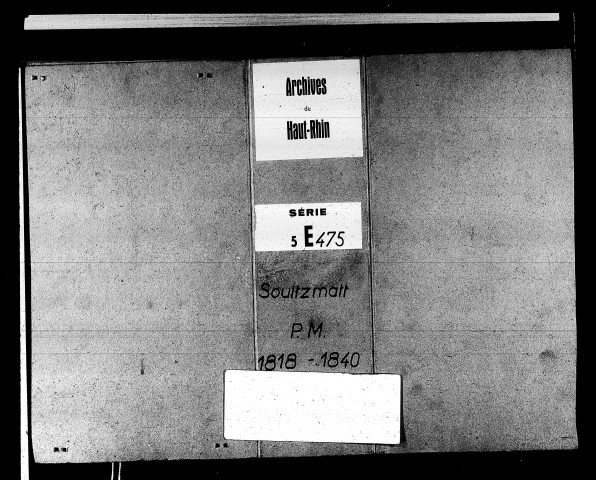 Archives
du
Haut-Rhin
SÉRIE
5 E 475
Soultzmatt
P. M.
1818 - 1840